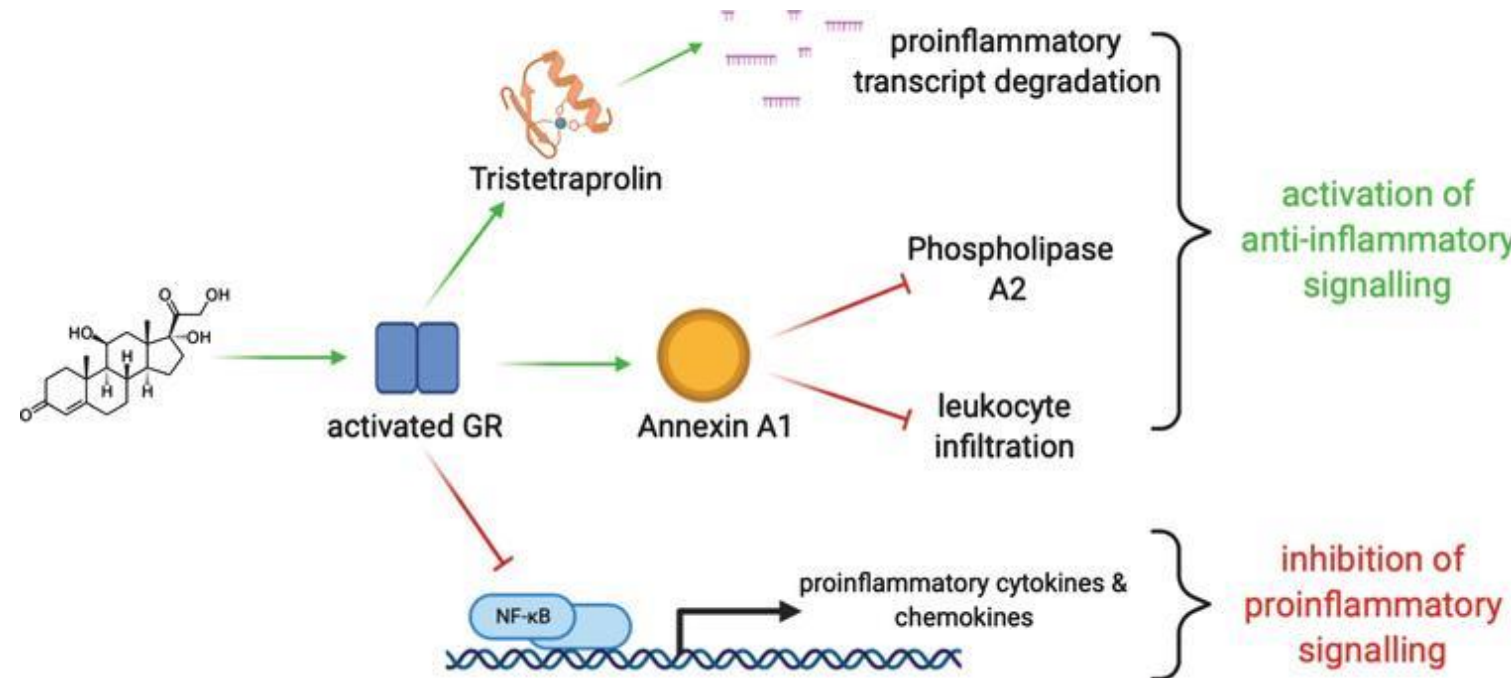 proinflammatory
transcript degradation
Tristetraprolin
activation of
anti-inflammatory
signalling
Phospholipase
A2
O
OH
HO
OH
H
H
H
O
activated GR
Annexin A1
leukocyte
infiltration
NF-κB
proinflammatory cytokines &
chemokines
inhibition of
proinflammatory
signalling